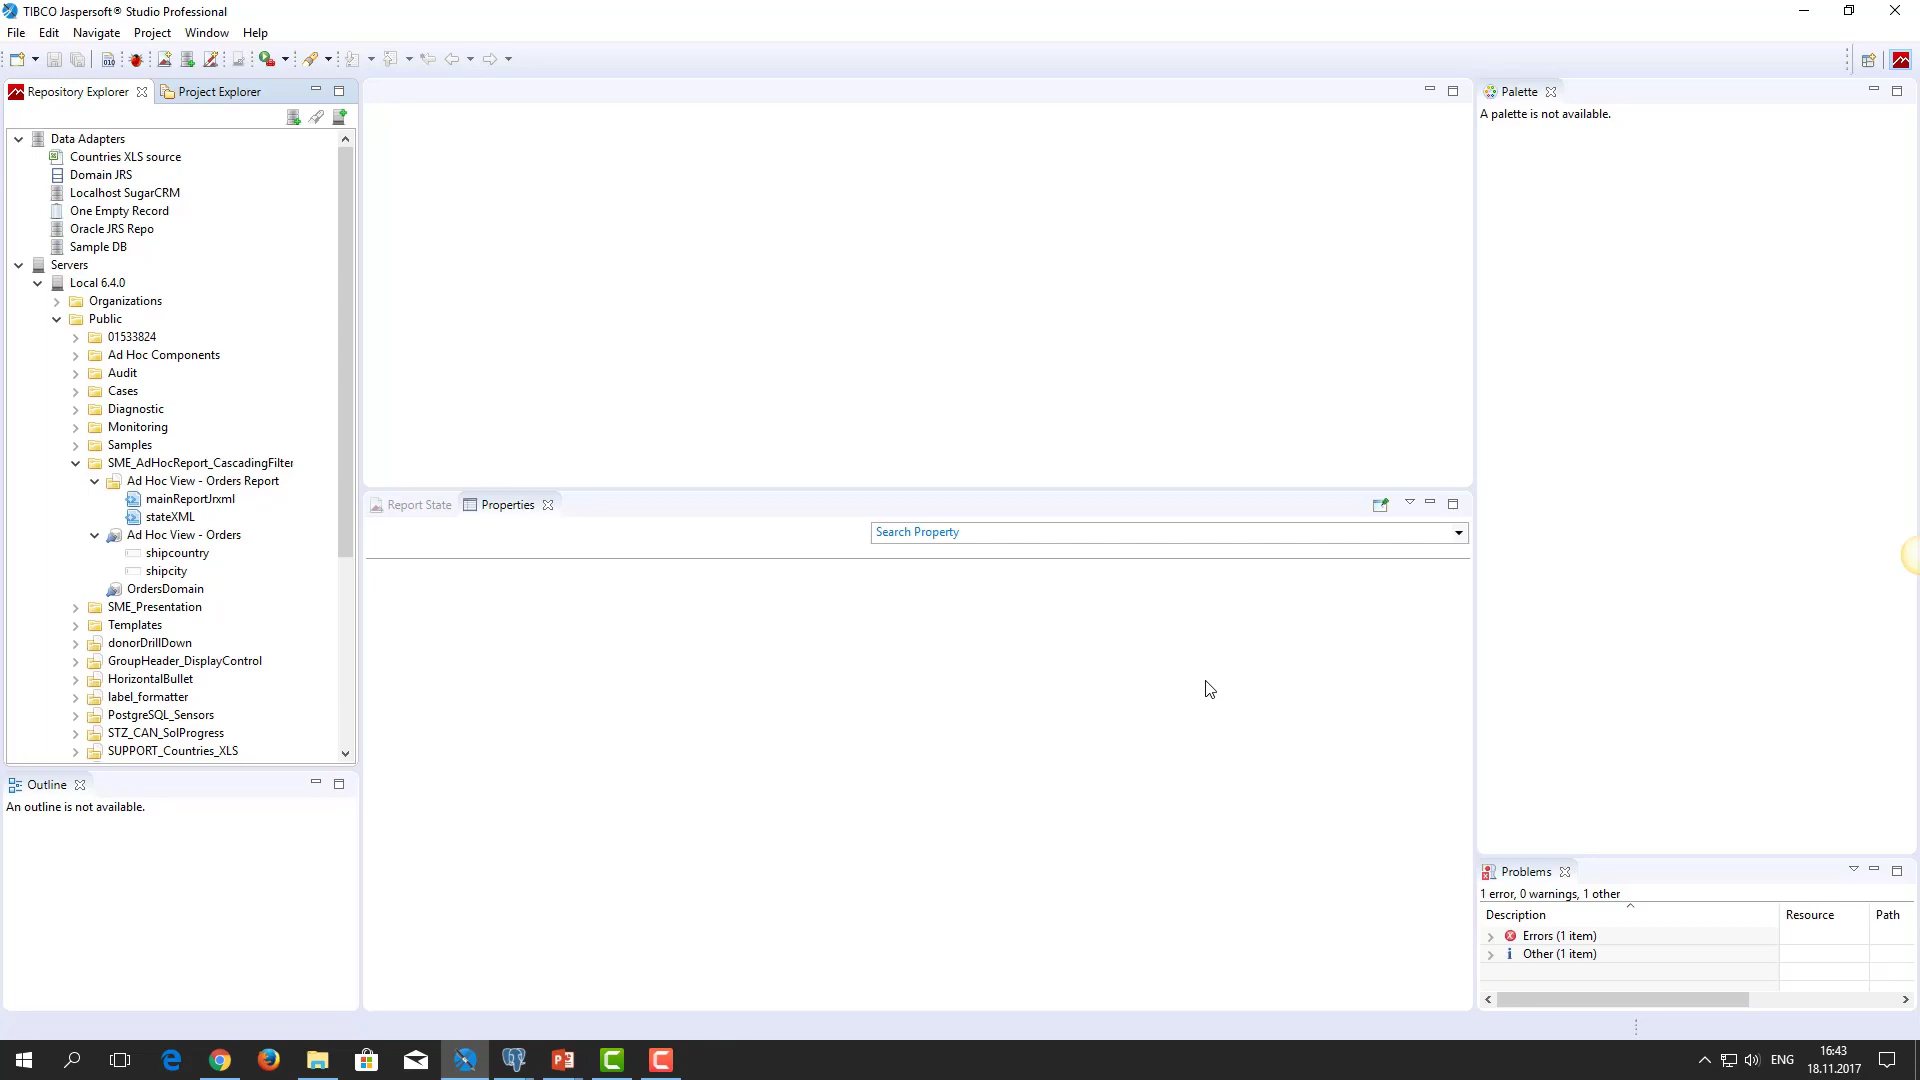 TIBCO Jaspersoft® Studio Professional
File Edit Navigate Project Window Help
Repository Explorer
Project Explorer
Data Adapters
Countries XLS source
Domain JRS
Localhost SugarCRM
One Empty Record
Oracle JRS Repo
Sample DB
Servers
Local 6.4.0
Organizations
Public
01533824
Ad Hoc Components
Audit
Cases
Diagnostic
Monitoring
Samples
SME_AdHocReport_CascadingFilter
Ad Hoc View - Orders Report
mainReportJrxml
stateXML
Ad Hoc View - Orders
shipcountry
shipcity
OrdersDomain
SME_Presentation
Templates
donorDrillDown
GroupHeader_DisplayControl
HorizontalBullet
label_formatter
PostgreSQL_Sensors
STZ_CAN_SolProgress
SUPPORT_Countries_XLS
Outline
An outline is not available.
Report State
Properties
Search Property
Palette
A palette is not available.
Problems
1 error, 0 warnings, 1 other
Description Resource Path
Errors (1 item)
Other (1 item)
ENG
16:43
18.11.2017